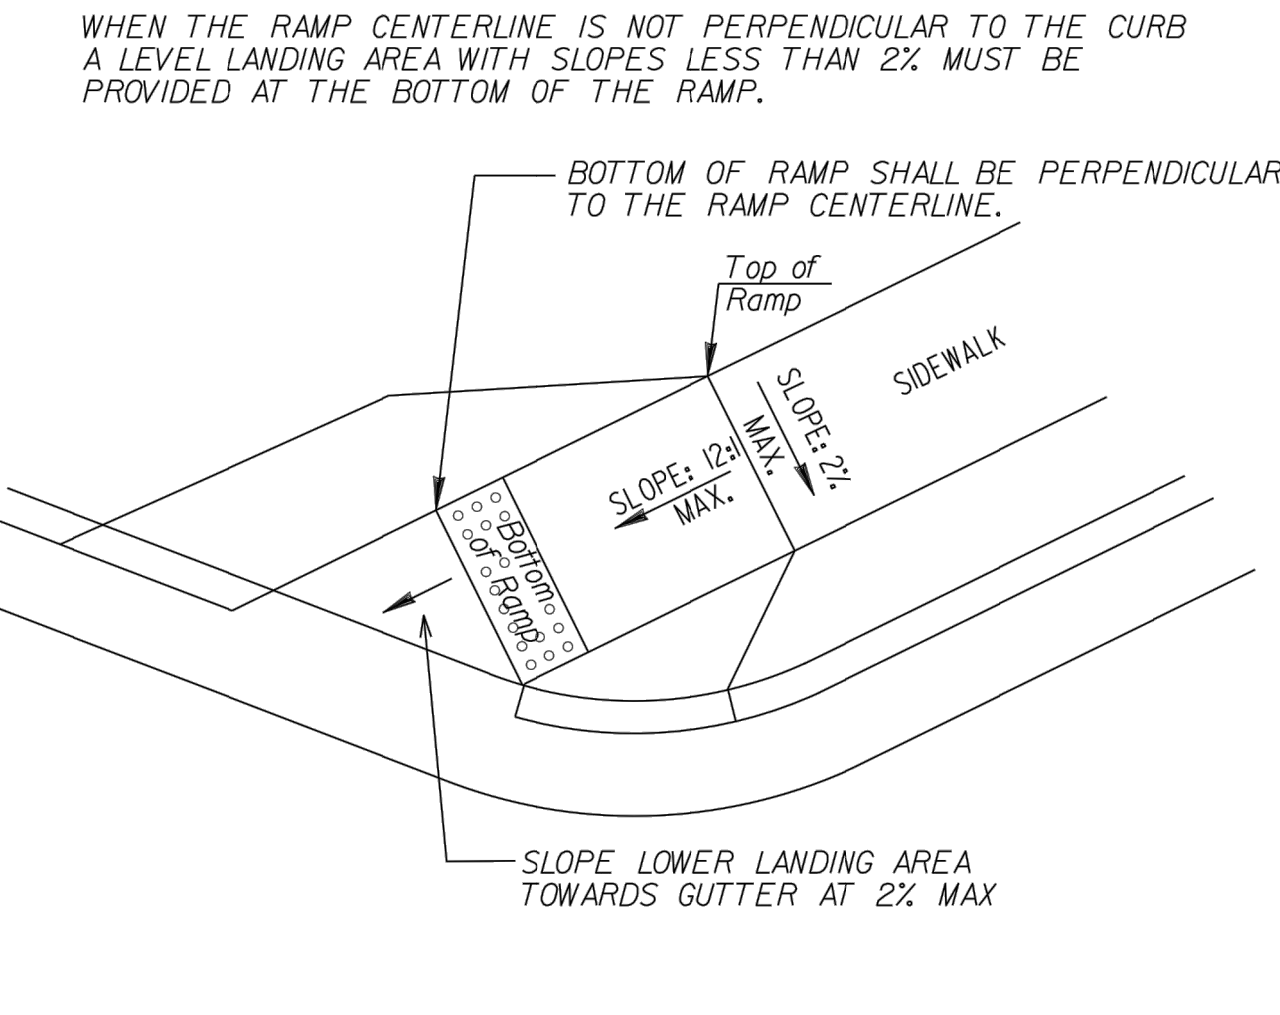 WHEN THE RAMP CENTERLINE IS NOT PERPENDICULAR TO THE CURB
A LEVEL LANDING AREA WITH SLOPES LESS THAN 2% MUST BE
PROVIDED AT THE BOTTOM OF THE RAMP.
BOTTOM OF RAMP SHALL BE PERPENDICULAR
TO THE RAMP CENTERLINE.
Top of
Ramp
SIDEWALK
SLOPE: 2%
MAX.
SLOPE: 12:1
MAX.
Bottom
of Ramp
SLOPE LOWER LANDING AREA
TOWARDS GUTTER AT 2% MAX